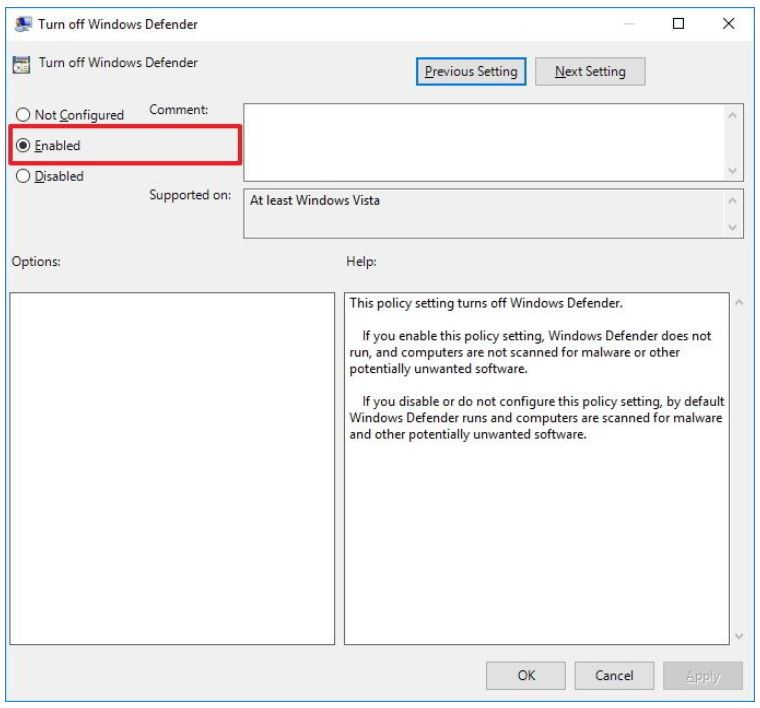 Turn off Windows Defender
Turn off Windows Defender
Previous Setting
Next Setting
Not Configured
Comment:
Enabled
Disabled
Supported on:
At least Windows Vista
Options:
Help:
This policy setting turns off Windows Defender.
If you enable this policy setting, Windows Defender does not
run, and computers are not scanned for malware or other
potentially unwanted software.
If you disable or do not configure this policy setting, by default
Windows Defender runs and computers are scanned for malware
and other potentially unwanted software.
OK
Cancel
Apply